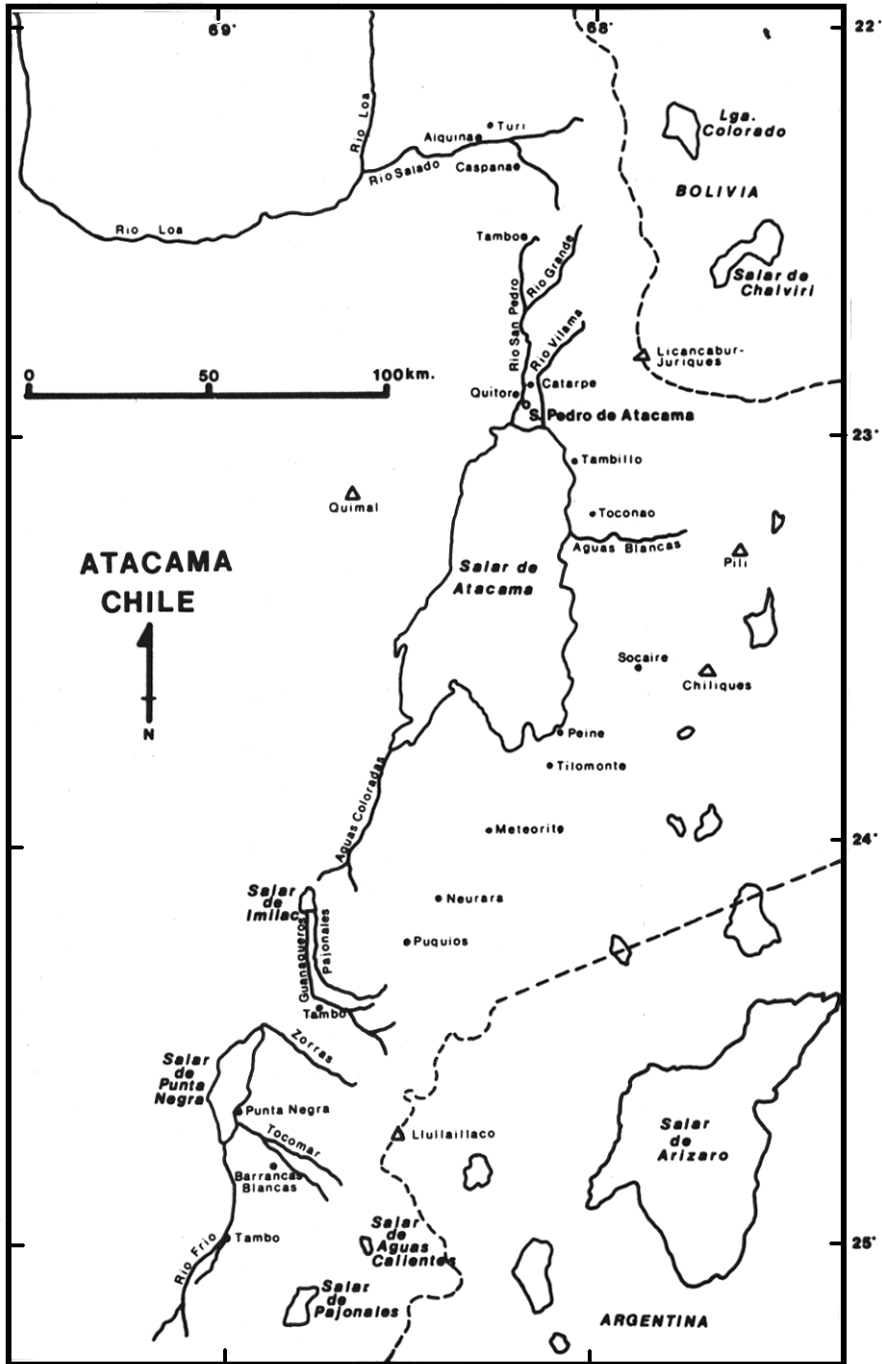 69°
68°
22°
Rio Loa
Turi
Aiquina
Rio Salado
Caspana
Lga.
Colorado
BOLIVIA
Rio Loa
Tambo
Rio Grande
Salar de
Chalviri
Rio San Pedro
Rio Vilama
Licancabur-
Juriques
0
50
100km.
Catarpe
Quitore
S. Pedro de Atacama
23°
Tambillo
Quimal
Toconao
Aguas Blancas
Pili
ATACAMA
CHILE
N
Salar de
Atacama
Socaire
Chiliques
Peine
Tilomonte
Aguas Coloradas
Meteorite
24°
Salar
de
Imilac
Neurara
Guanaqueros
Pajonales
Puquios
Tambo
Zorras
Salar
de
Punta
Negra
Punta Negra
Tocomar
Llullaillaco
Salar
de
Arizaro
Barrancas
Blancas
Tambo
Rio Frio
Salar
de
Aguas
Calientes
25°
Salar
de
Pajonales
ARGENTINA